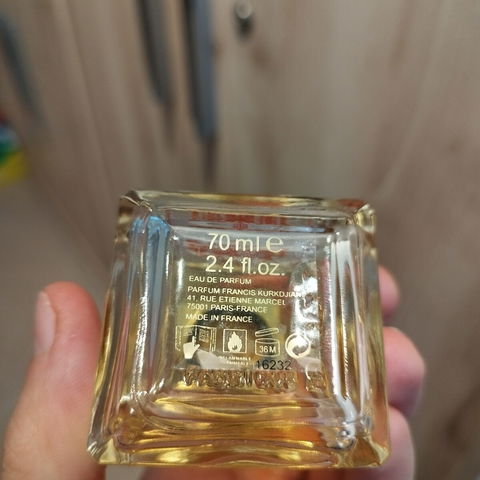 70 ml e
2.4 fl.oz.
EAU DE PARFUM
PARFUM FRANCIS KURKDJIAN
41, RUE ETIENNE MARCEL
75001 PARIS-FRANCE
MADE IN FRANCE
36 M
16232